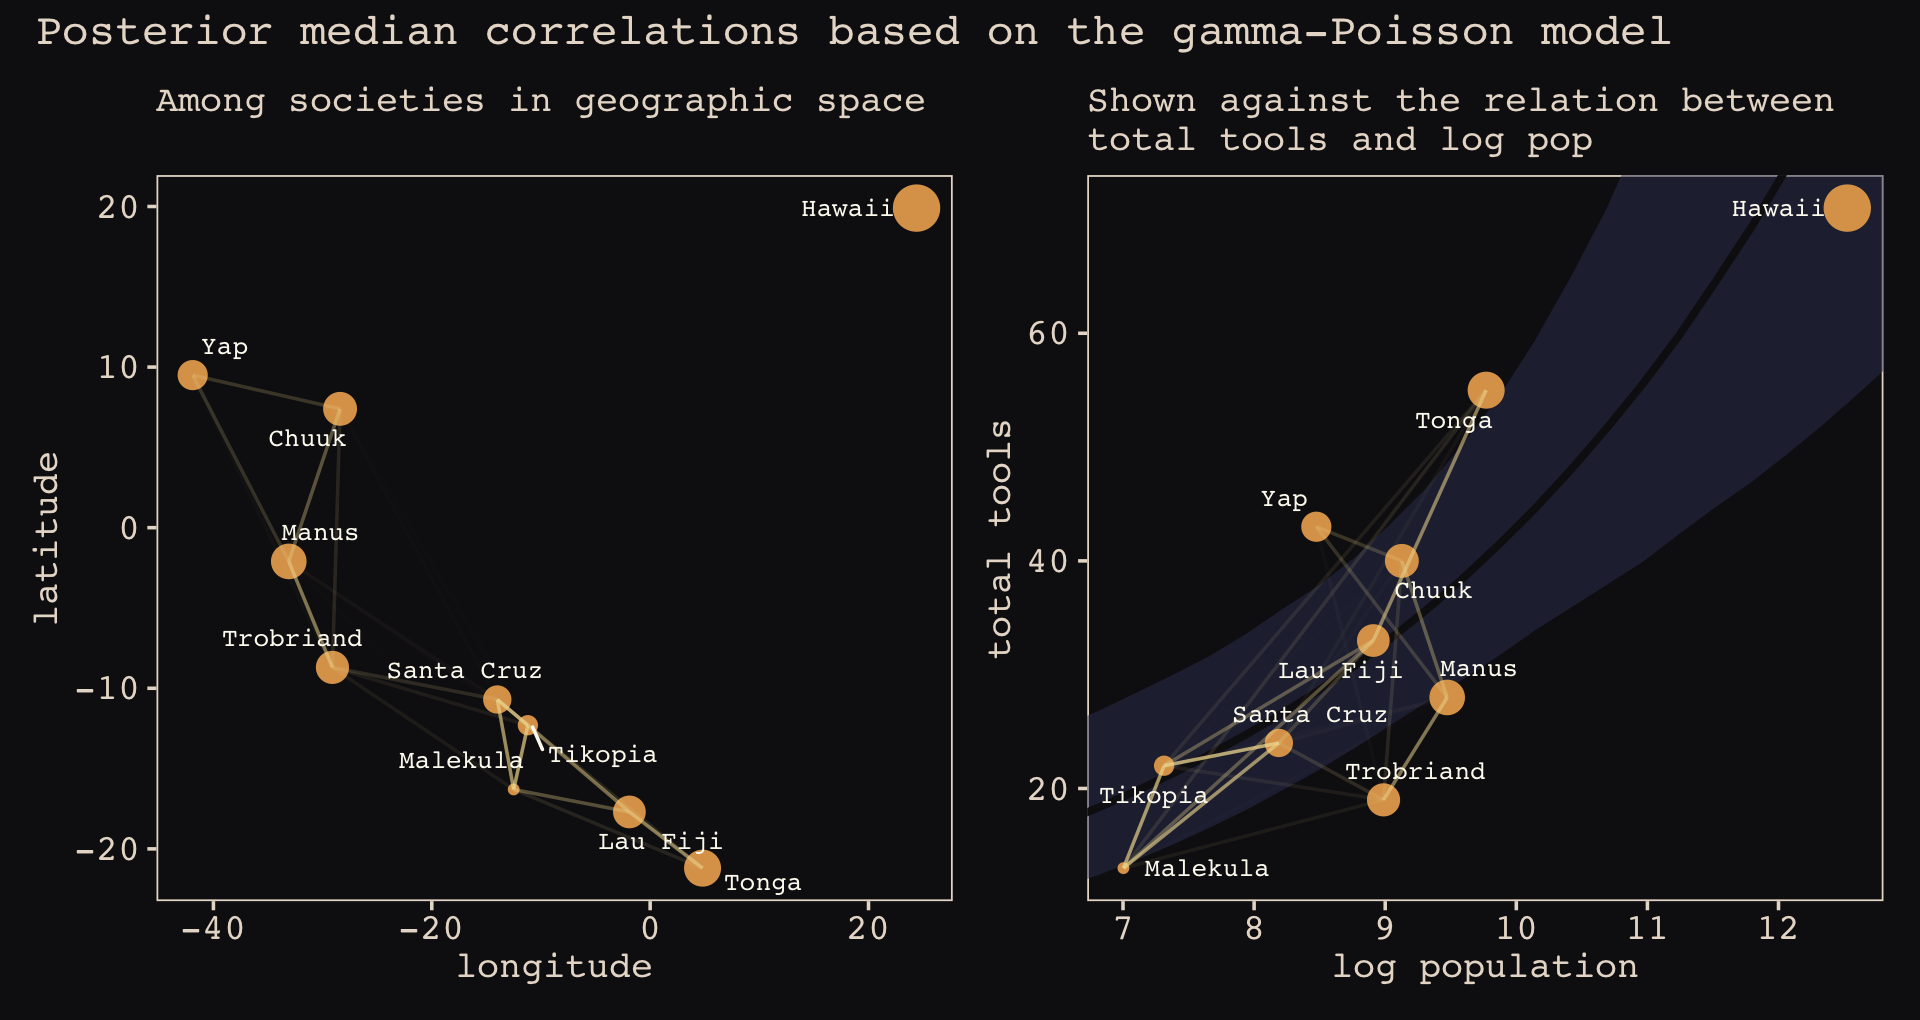 Posterior median correlations based on the gamma-Poisson model
Among societies in geographic space
20
10
0
−10
−20
latitude
Hawaii
Yap
Chuuk
Manus
Trobriand
Santa Cruz
Tikopia
Malekula
Lau Fiji
Tonga
−40
−20
0
20
longitude
Shown against the relation between
total tools and log pop
60
40
20
total tools
Hawaii
Tonga
Yap
Chuuk
Lau Fiji
Manus
Santa Cruz
Trobriand
Tikopia
Malekula
7
8
9
10
11
12
log population